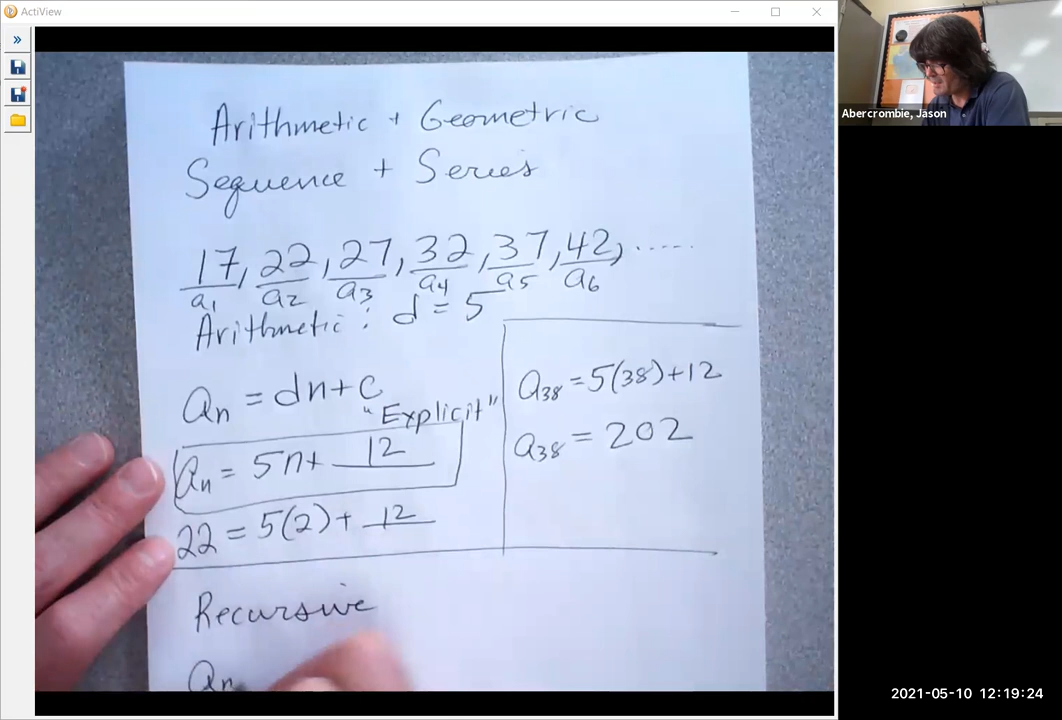 ActiView
Arithmetic + Geometric
Sequence + Series
17, 22, 27, 32, 37, 42, .....
a1 a2 a3 a4 a5 a6
Arithmetic : d = 5
an = dn+c
"Explicit"
an = 5n+ 12
22 = 5(2) + 12
a38 = 5(38)+12
a38 = 202
Recursive
an
Abercrombie, Jason
2021-05-10 12:19:24